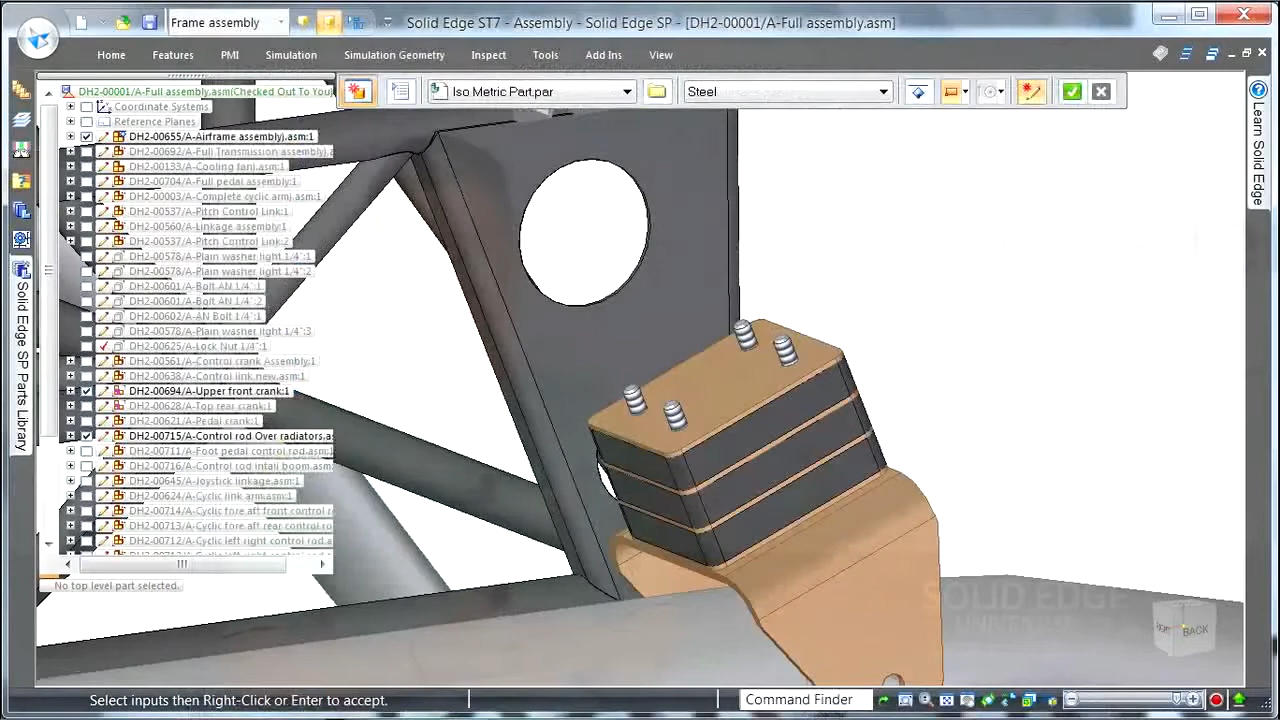 Frame assembly
Solid Edge ST7 - Assembly - Solid Edge SP - [DH2-00001/A-Full assembly.asm]
Home Features PMI Simulation Simulation Geometry Inspect Tools Add Ins View
DH2-00001/A-Full assembly.asm(Checked Out To You)
Iso Metric Part.par
Steel
Coordinate Systems
Reference Planes
DH2-00655/A-Airframe assembly).asm:1
DH2-00692/A-Full Transmission assembly).a
DH2-00133/A-Cooling fan).asm:1
DH2-00704/A-Full pedal assembly:1
DH2-00003/A-Complete cyclic arm).asm:1
DH2-00537/A-Pitch Control Link:1
DH2-00560/A-Linkage assembly:1
DH2-00537/A-Pitch Control Link:2
DH2-00578/A-Plain washer light 1/4":1
DH2-00578/A-Plain washer light 1/4":2
DH2-00601/A-Bolt AN 1/4":1
DH2-00601/A-Bolt AN 1/4":2
DH2-00602/A-AN Bolt 1/4":1
DH2-00578/A-Plain washer light 1/4":3
DH2-00625/A-Lock Nut 1/4":1
DH2-00561/A-Control crank Assembly:1
DH2-00638/A-Control link new.asm:1
DH2-00694/A-Upper front crank:1
DH2-00628/A-Top rear crank:1
DH2-00621/A-Pedal crank:1
DH2-00715/A-Control rod Over radiators.as
DH2-00711/A-Foot pedal control rod.asm:1
DH2-00716/A-Control rod intail boom.asm:
DH2-00645/A-Joystick linkage.asm:1
DH2-00624/A-Cyclic link arm.asm:1
DH2-00714/A-Cyclic fore aft front control r
DH2-00713/A-Cyclic fore aft rear control ro
DH2-00712/A-Cyclic left right control rod.a
No top level part selected.
Solid Edge SP Parts Library
Learn Solid Edge
SOLID EDGE
UNIVERSITY
BACK
Select inputs then Right-Click or Enter to accept.
Command Finder